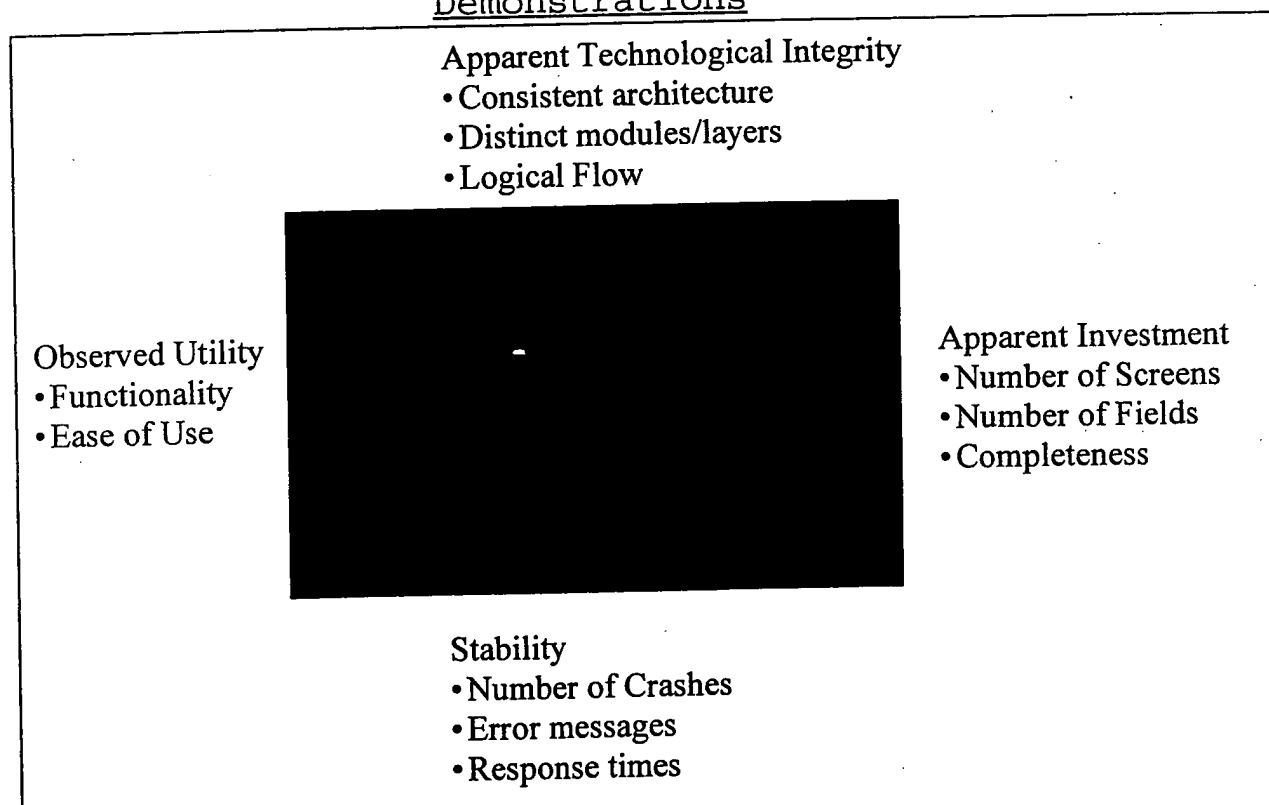 Demonstrations
Apparent Technological Integrity
•Consistent architecture
•Distinct modules/layers
•Logical Flow
Observed Utility
•Functionality
•Ease of Use
Apparent Investment
•Number of Screens
•Number of Fields
•Completeness
Stability
•Number of Crashes
•Error messages
•Response times